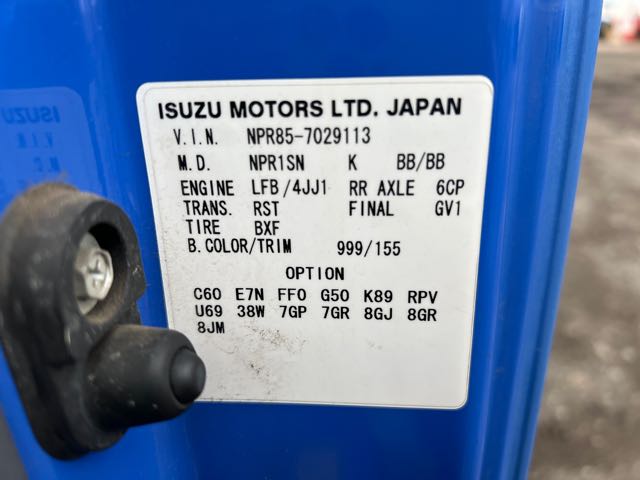 ISUZU MOTORS LTD. JAPAN
V.I.N. NPR85-7029113
M.D. NPR1SN K BB/BB
ENGINE LFB/4JJ1 RR AXLE 6CP
TRANS. RST FINAL GV1
TIRE BXF
B.COLOR/TRIM 999/155
OPTION
C60 E7N FF0 G50 K89 RPV
U69 38W 7GP 7GR 8GJ 8GR
8JM